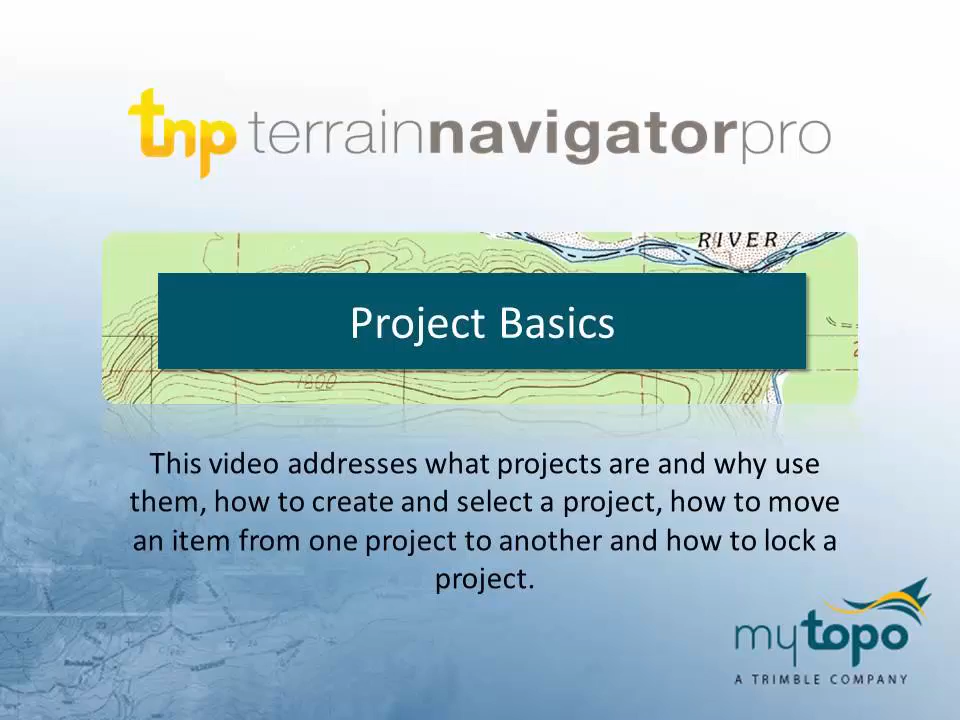 tnp terrainnavigatorpro
RIVER
Project Basics
1800
This video addresses what projects are and why use
them, how to create and select a project, how to move
an item from one project to another and how to lock a
project.
mytopo
A TRIMBLE COMPANY